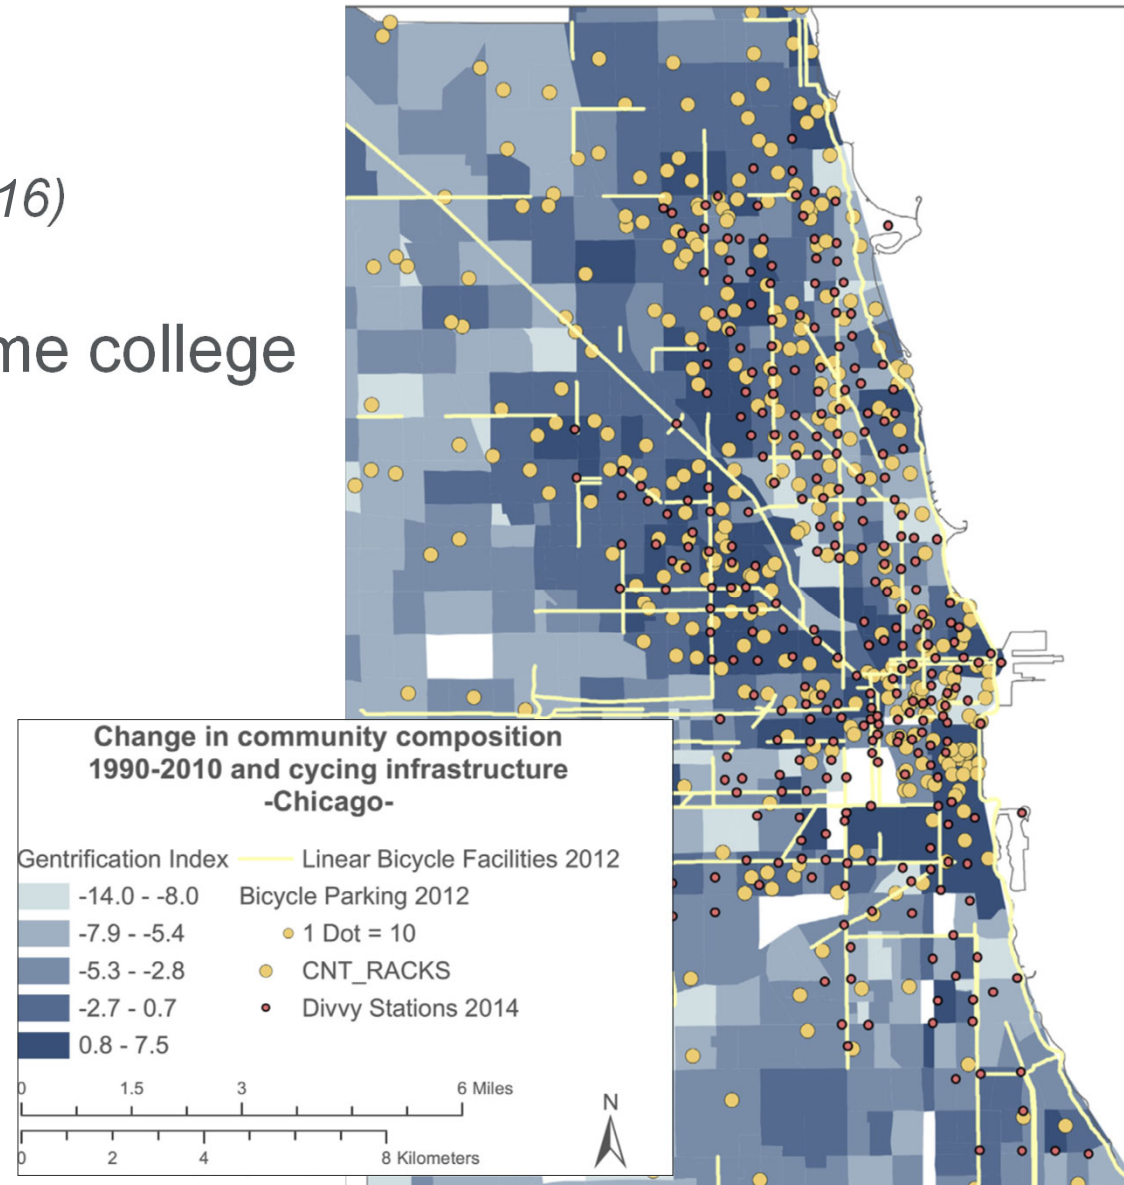 16)
me college
Change in community composition
1990-2010 and cycing infrastructure
-Chicago-
Gentrification Index
Linear Bicycle Facilities 2012
-14.0 - -8.0
Bicycle Parking 2012
-7.9 - -5.4
1 Dot = 10
-5.3 - -2.8
CNT_RACKS
-2.7 - 0.7
Divvy Stations 2014
0.8 - 7.5
0 1.5 3 6 Miles
N
0 2 4 8 Kilometers